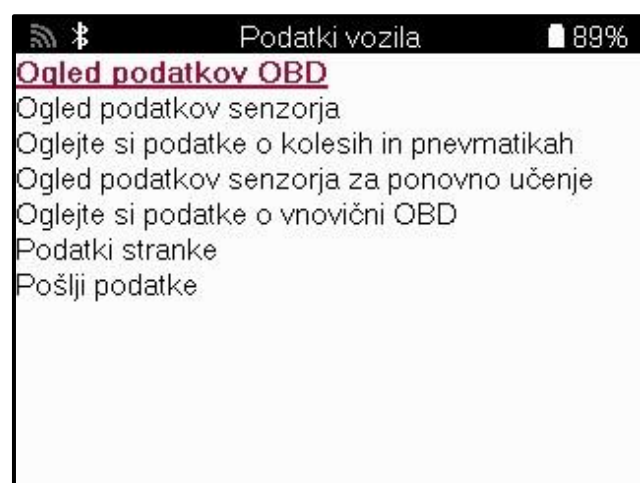 Podatki vozila 89%
Ogled podatkov OBD
Ogled podatkov senzorja
Oglejte si podatke o kolesih in pnevmatikah
Ogled podatkov senzorja za ponovno učenje
Oglejte si podatke o vnovični OBD
Podatki stranke
Pošlji podatke